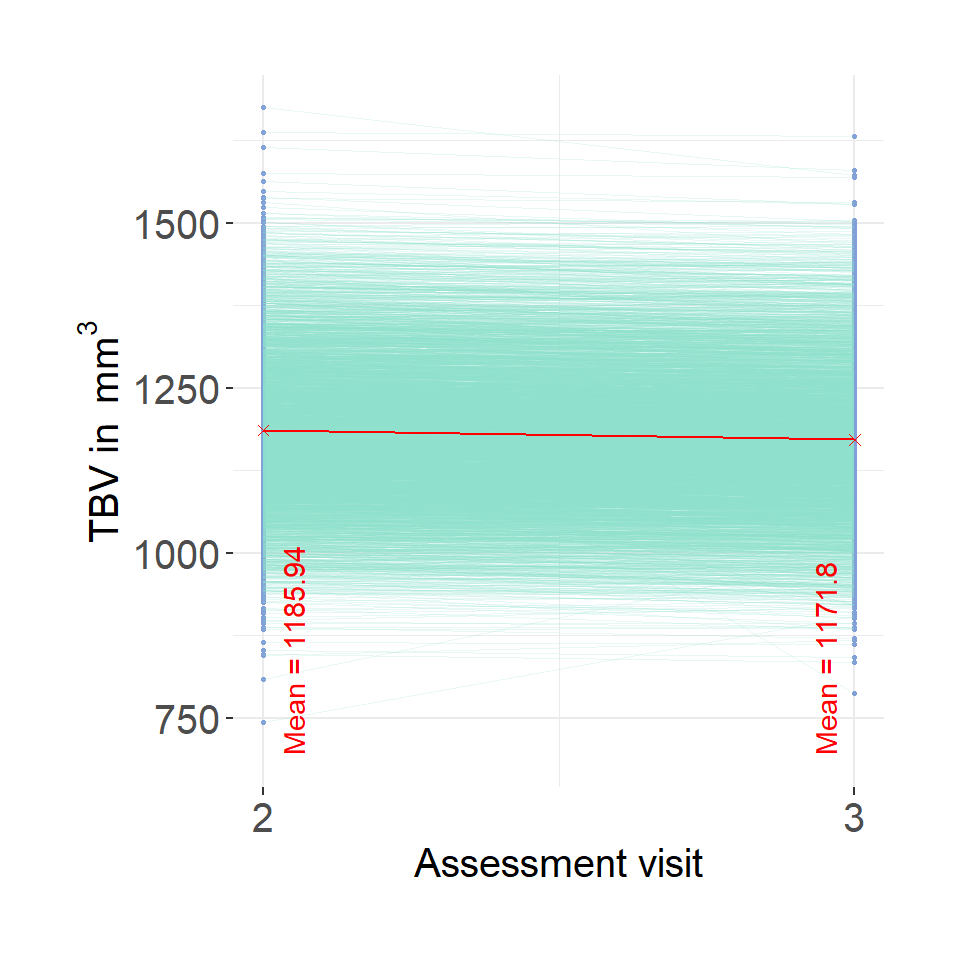 TBV in mm³
1500
1250
1000
750
Mean = 1185.94
Mean = 1171.8
2
3
Assessment visit